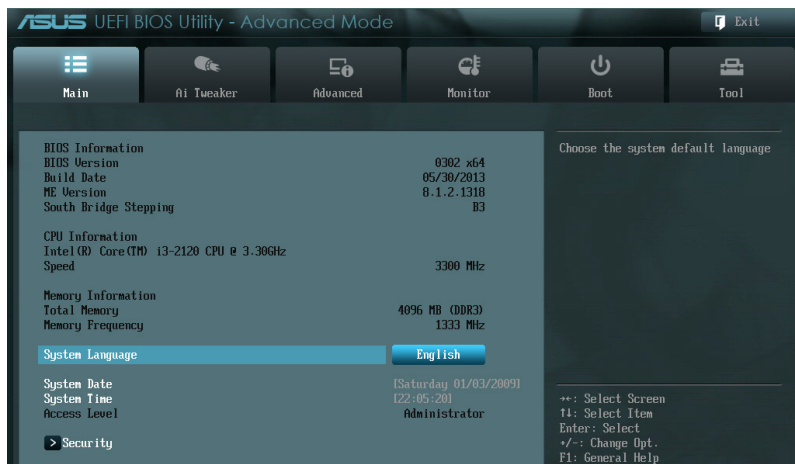 ASUS UEFI BIOS Utility - Advanced Mode
Exit
Main
Ai Tweaker
Advanced
Monitor
Boot
Tool
BIOS Information
BIOS Version 0302 x64
Build Date 05/30/2013
ME Version 8.1.2.1318
South Bridge Stepping B3
CPU Information
Intel(R) Core(TM) i3-2120 CPU @ 3.30GHz
Speed 3300 MHz
Memory Information
Total Memory 4096 MB (DDR3)
Memory Frequency 1333 MHz
System Language English
System Date [Saturday 01/03/2009]
System Time [22:05:20]
Access Level Administrator
> Security
Choose the system default language
→←: Select Screen
↑↓: Select Item
Enter: Select
+/-: Change Opt.
F1: General Help